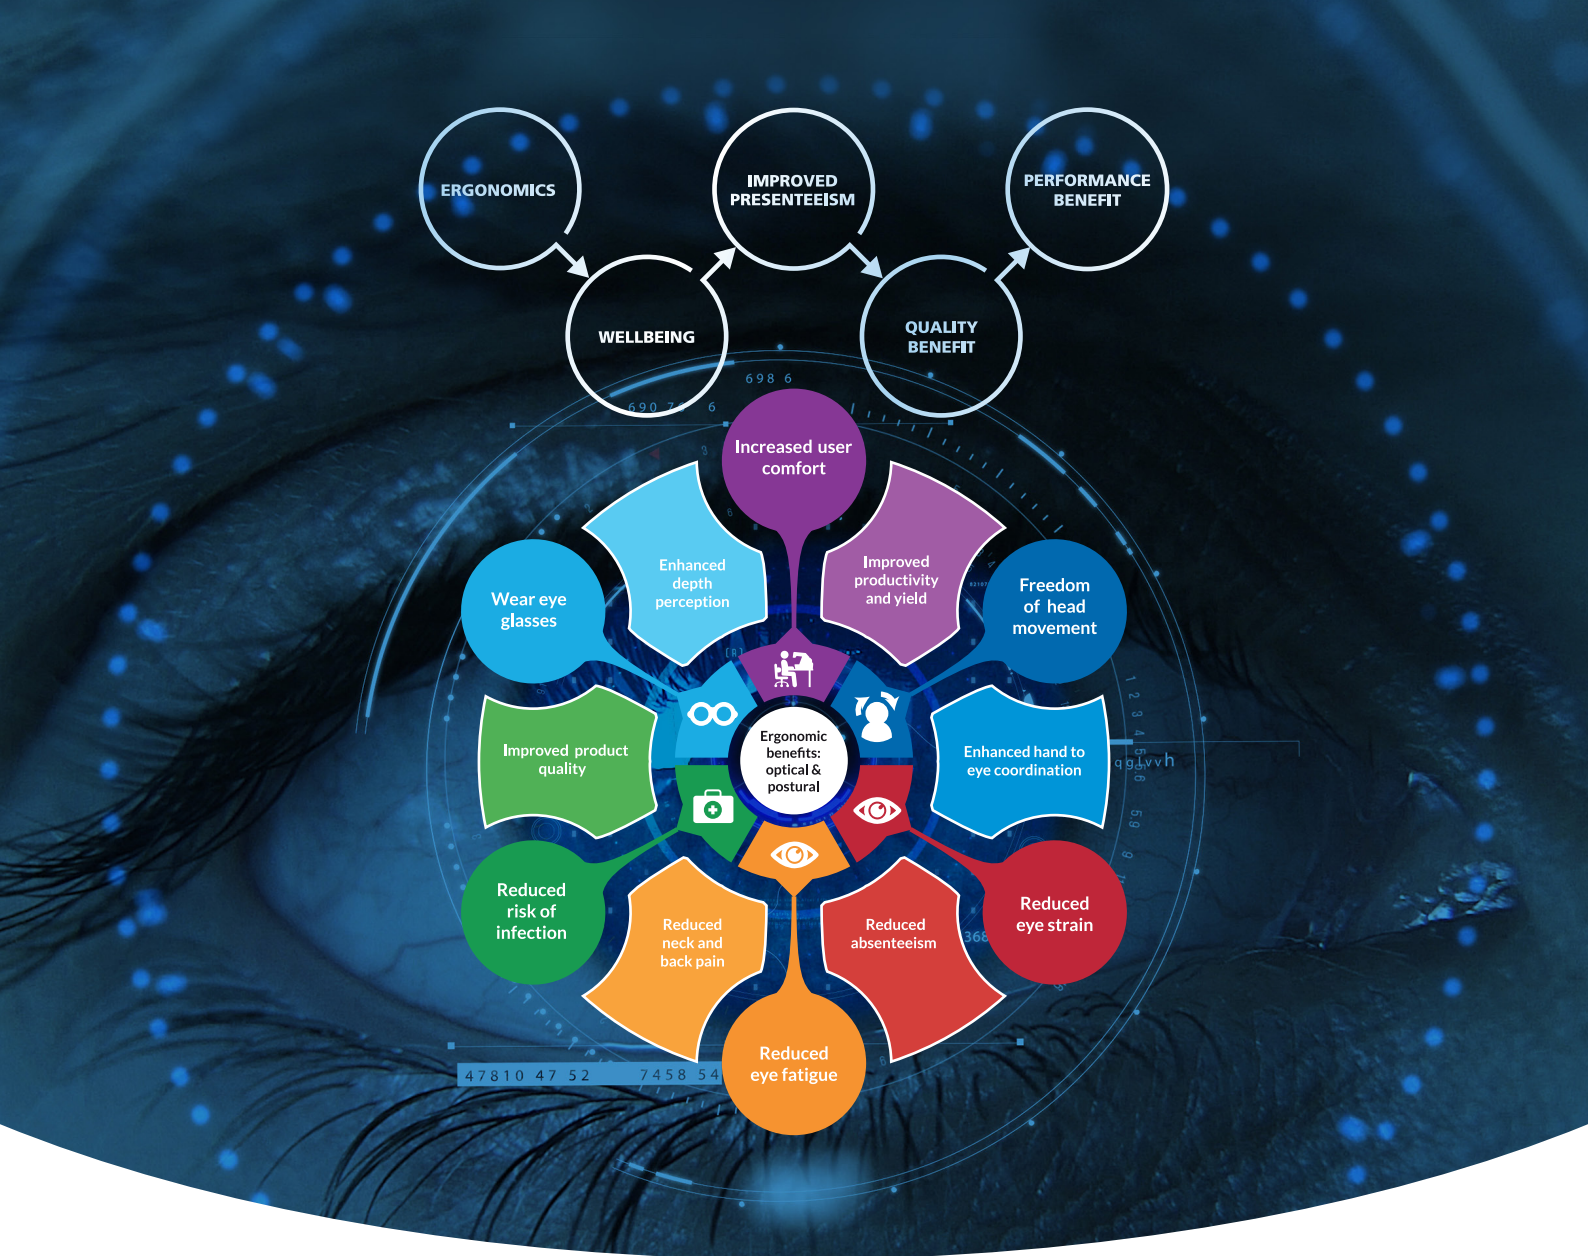 ERGONOMICS
IMPROVED
PRESENTEEISM
PERFORMANCE
BENEFIT
WELLBEING
QUALITY
BENEFIT
698 6
6
Increased user
comfort
Enhanced
depth
perception
Improved
productivity
and yield
Wear eye
glasses
Freedom
of head
movement
Improved product
quality
Ergonomic
benefits:
optical &
postural
Enhanced hand to
eye coordination
Reduced
risk of
infection
Reduced
neck and
back pain
Reduced
absenteeism
Reduced
eye strain
368
Reduced
eye fatigue
47810 47 52
7458 54